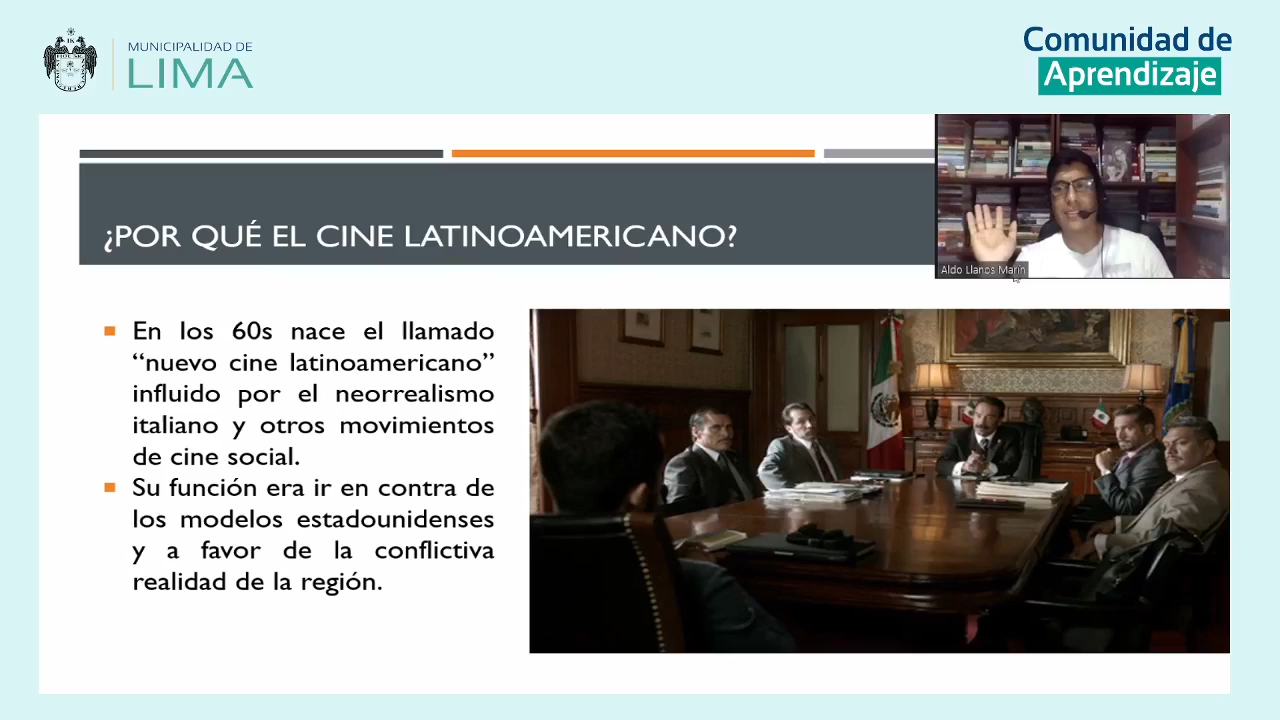 MUNICIPALIDAD DE
LIMA
Comunidad de
Aprendizaje
¿POR QUÉ EL CINE LATINOAMERICANO?
Aldo Llanos Marín
En los 60s nace el llamado
“nuevo cine latinoamericano”
influido por el neorrealismo
italiano y otros movimientos
de cine social.
Su función era ir en contra de
los modelos estadounidenses
y a favor de la conflictiva
realidad de la región.